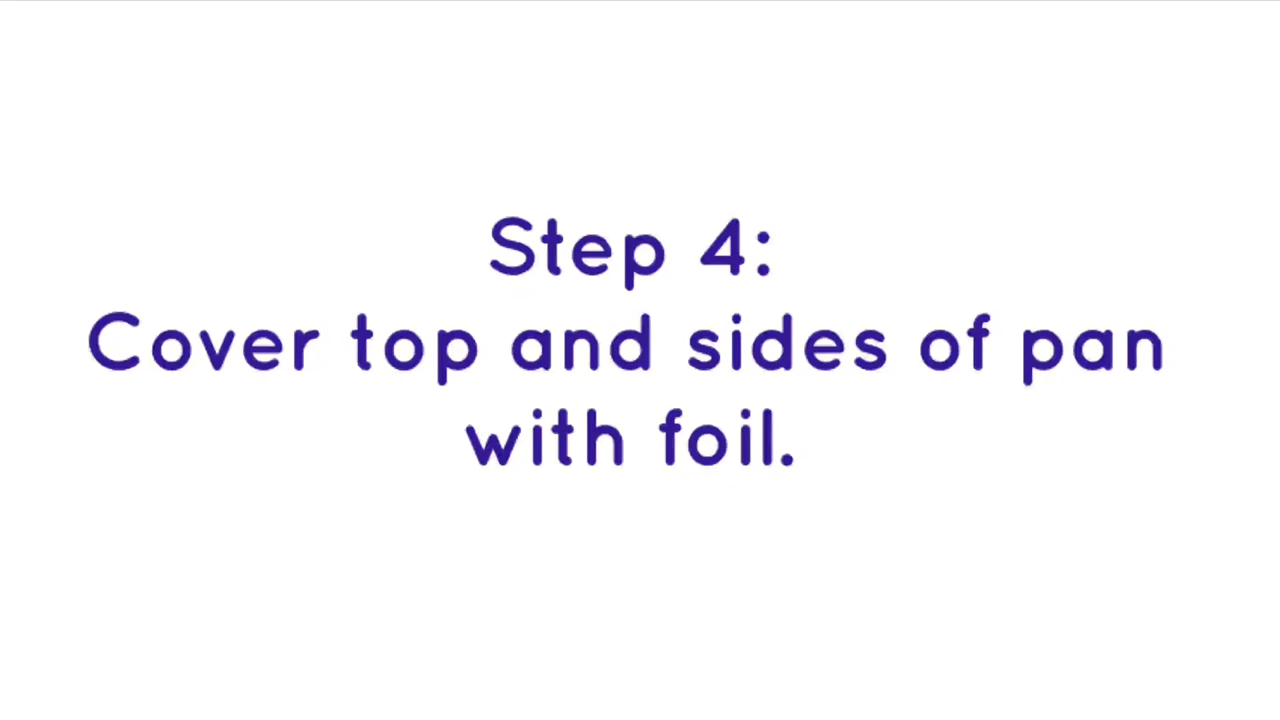 Step 4:
Cover top and sides of pan
with foil.